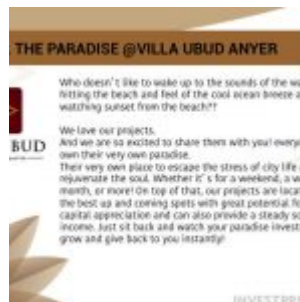 THE PARADISE @VILLA UBUD ANYER
Who doesn't like to wake up to the sounds of the wa
hitting the beach and feel of the cool ocean breeze a
watching sunset from the beach??
We love our projects.
And we are so excited to share them with you! every
own their very own paradise.
Their very own place to escape the stress of city life
rejuvenate the soul. Whether it's for a weekend, a w
month, or more! On top of that, our projects are loca
the best up and coming spots with great potential fo
capital appreciation and can also provide a steady so
income. Just sit back and watch your paradise invest
grow and give back to you instantly!
BUD
INVESTPRO